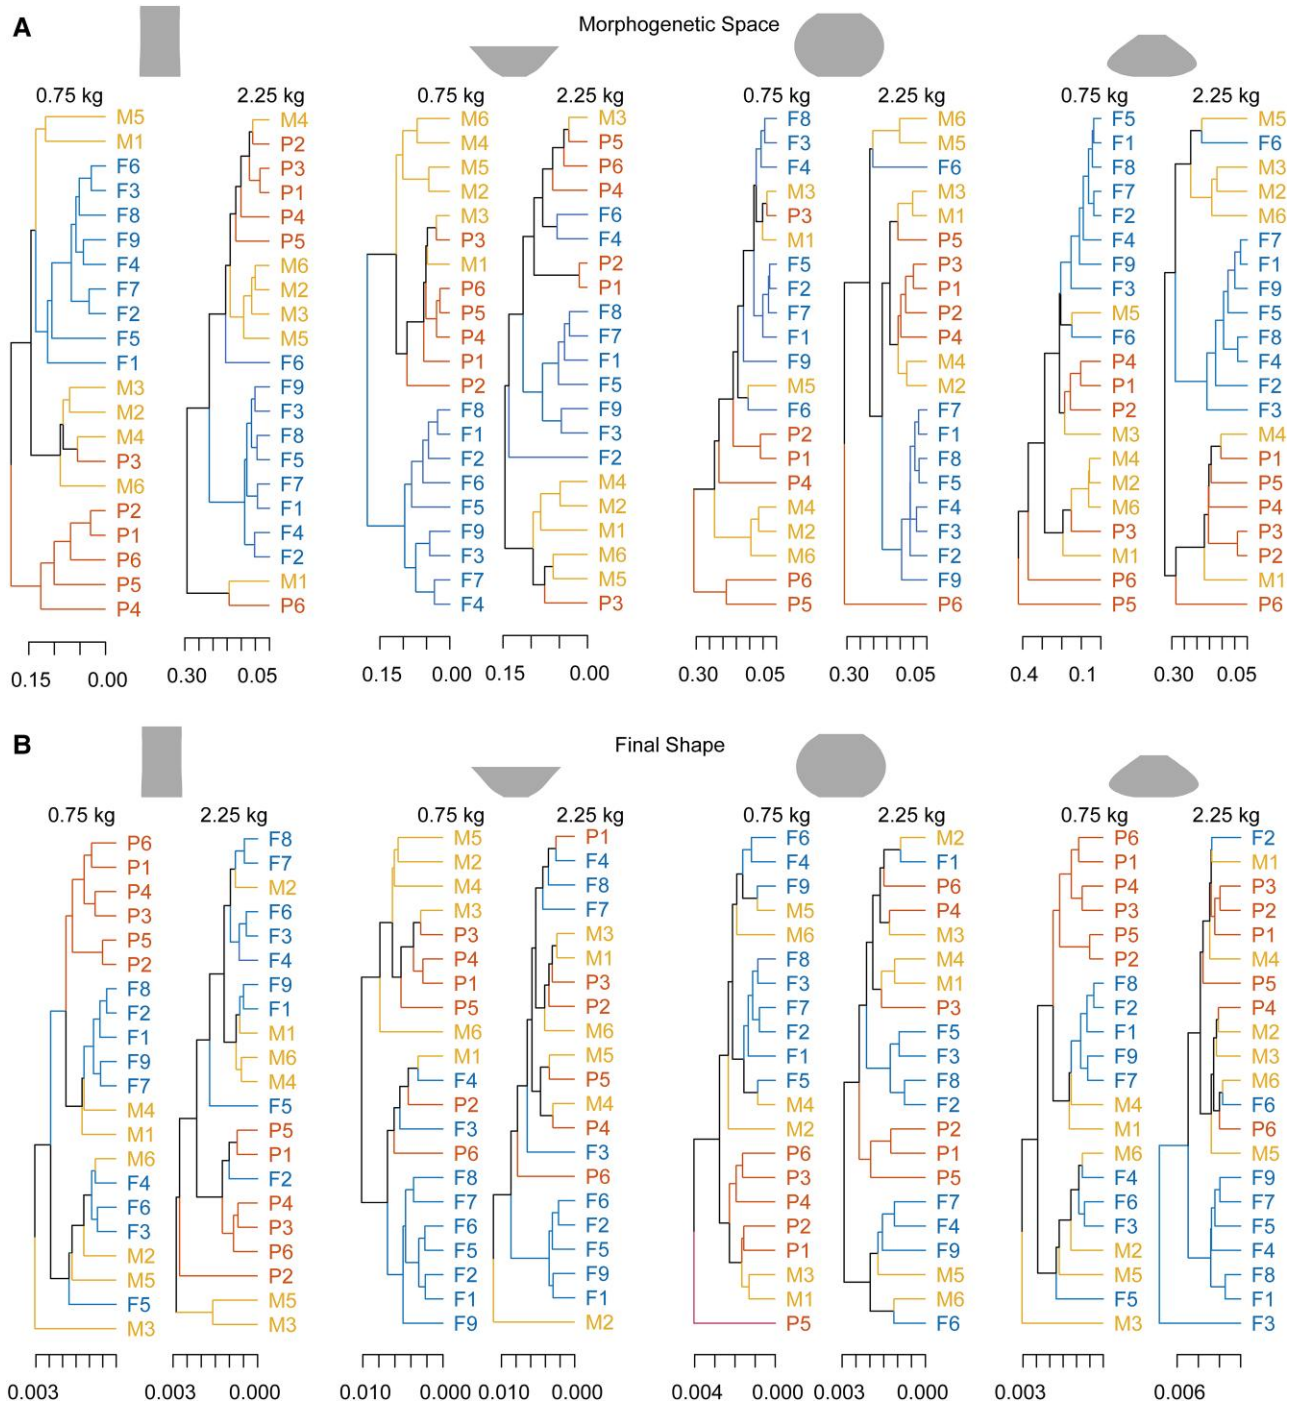 A
Morphogenetic Space
0.75 kg 2.25 kg 0.75 kg 2.25 kg 0.75 kg 2.25 kg 0.75 kg 2.25 kg
M5 M4 M6 M3 F8 M6 F5 M5
M1 P2 M4 P5 F3 M5 F1 F6
F6 P3 M5 P6 F4 F6 F8 M3
F3 P1 M2 P4 M3 M3 F7 M2
F8 P4 M3 F6 P3 M1 F2 M6
F9 P5 P3 F4 M1 P5 F4 F7
F4 M6 M1 P2 F5 P3 F9 F1
F7 M2 P6 P1 F2 P1 F3 F9
F2 M3 P5 F8 F7 P2 M5 F5
F5 M5 P4 F7 F1 P4 F6 F8
F1 F6 P1 F1 F9 M4 P4 F4
M3 F9 P2 F5 M5 M2 P1 F2
M2 F3 F8 F9 F6 F7 P2 F3
M4 F8 F1 F3 P2 F1 M3 M4
P3 F5 F2 F2 P1 F8 M4 P1
M6 F7 F6 M4 P4 F5 M2 P5
P2 F1 F5 M2 M4 F4 M6 P4
P1 F4 F9 M1 M2 F3 P3 P3
P6 F2 F3 M6 M6 F2 M1 P2
P5 M1 F7 M5 P6 F9 P6 M1
P4 P6 F4 P3 P5 P6 P5 P6
0.15 0.00 0.30 0.05 0.15 0.00 0.15 0.00 0.30 0.05 0.30 0.05 0.4 0.1 0.30 0.05
B
Final Shape
0.75 kg 2.25 kg 0.75 kg 2.25 kg 0.75 kg 2.25 kg 0.75 kg 2.25 kg
P6 F8 M5 P1 F6 M2 P6 F2
P1 F7 M2 F4 F4 F1 P1 M1
P4 M2 M4 F8 F9 P6 P4 P3
P3 F6 M3 F7 M5 P4 P3 P2
P5 F3 P3 M3 M6 M3 P5 P1
P2 F4 P4 M1 F8 M4 P2 M4
F8 F9 P1 P3 F3 M1 F8 P5
F2 F1 P5 P2 F7 P3 F2 P4
F1 M1 M6 M6 F2 F5 F1 M2
F9 M6 M1 M5 F1 F3 F9 M3
F7 M4 F4 P5 F5 F8 F7 M6
M4 F5 P2 M4 M4 F2 M4 F6
M1 P5 F3 P4 M2 P2 M1 P6
M6 P1 P6 F3 P6 P1 M6 M5
F4 F2 F8 P6 P3 P5 F4 F9
F6 P4 F7 F6 P4 F7 F6 F7
F3 P3 F6 F2 P2 F4 F3 F5
M2 P6 F5 F5 P1 F9 M2 F4
M5 P2 F2 F9 M3 M5 M5 F8
F5 M5 F1 F1 M1 M6 F5 F1
M3 M3 F9 M2 P5 F6 M3 F3
0.003 0.003 0.000 0.010 0.000 0.010 0.000 0.004 0.000 0.003 0.000 0.003 0.006